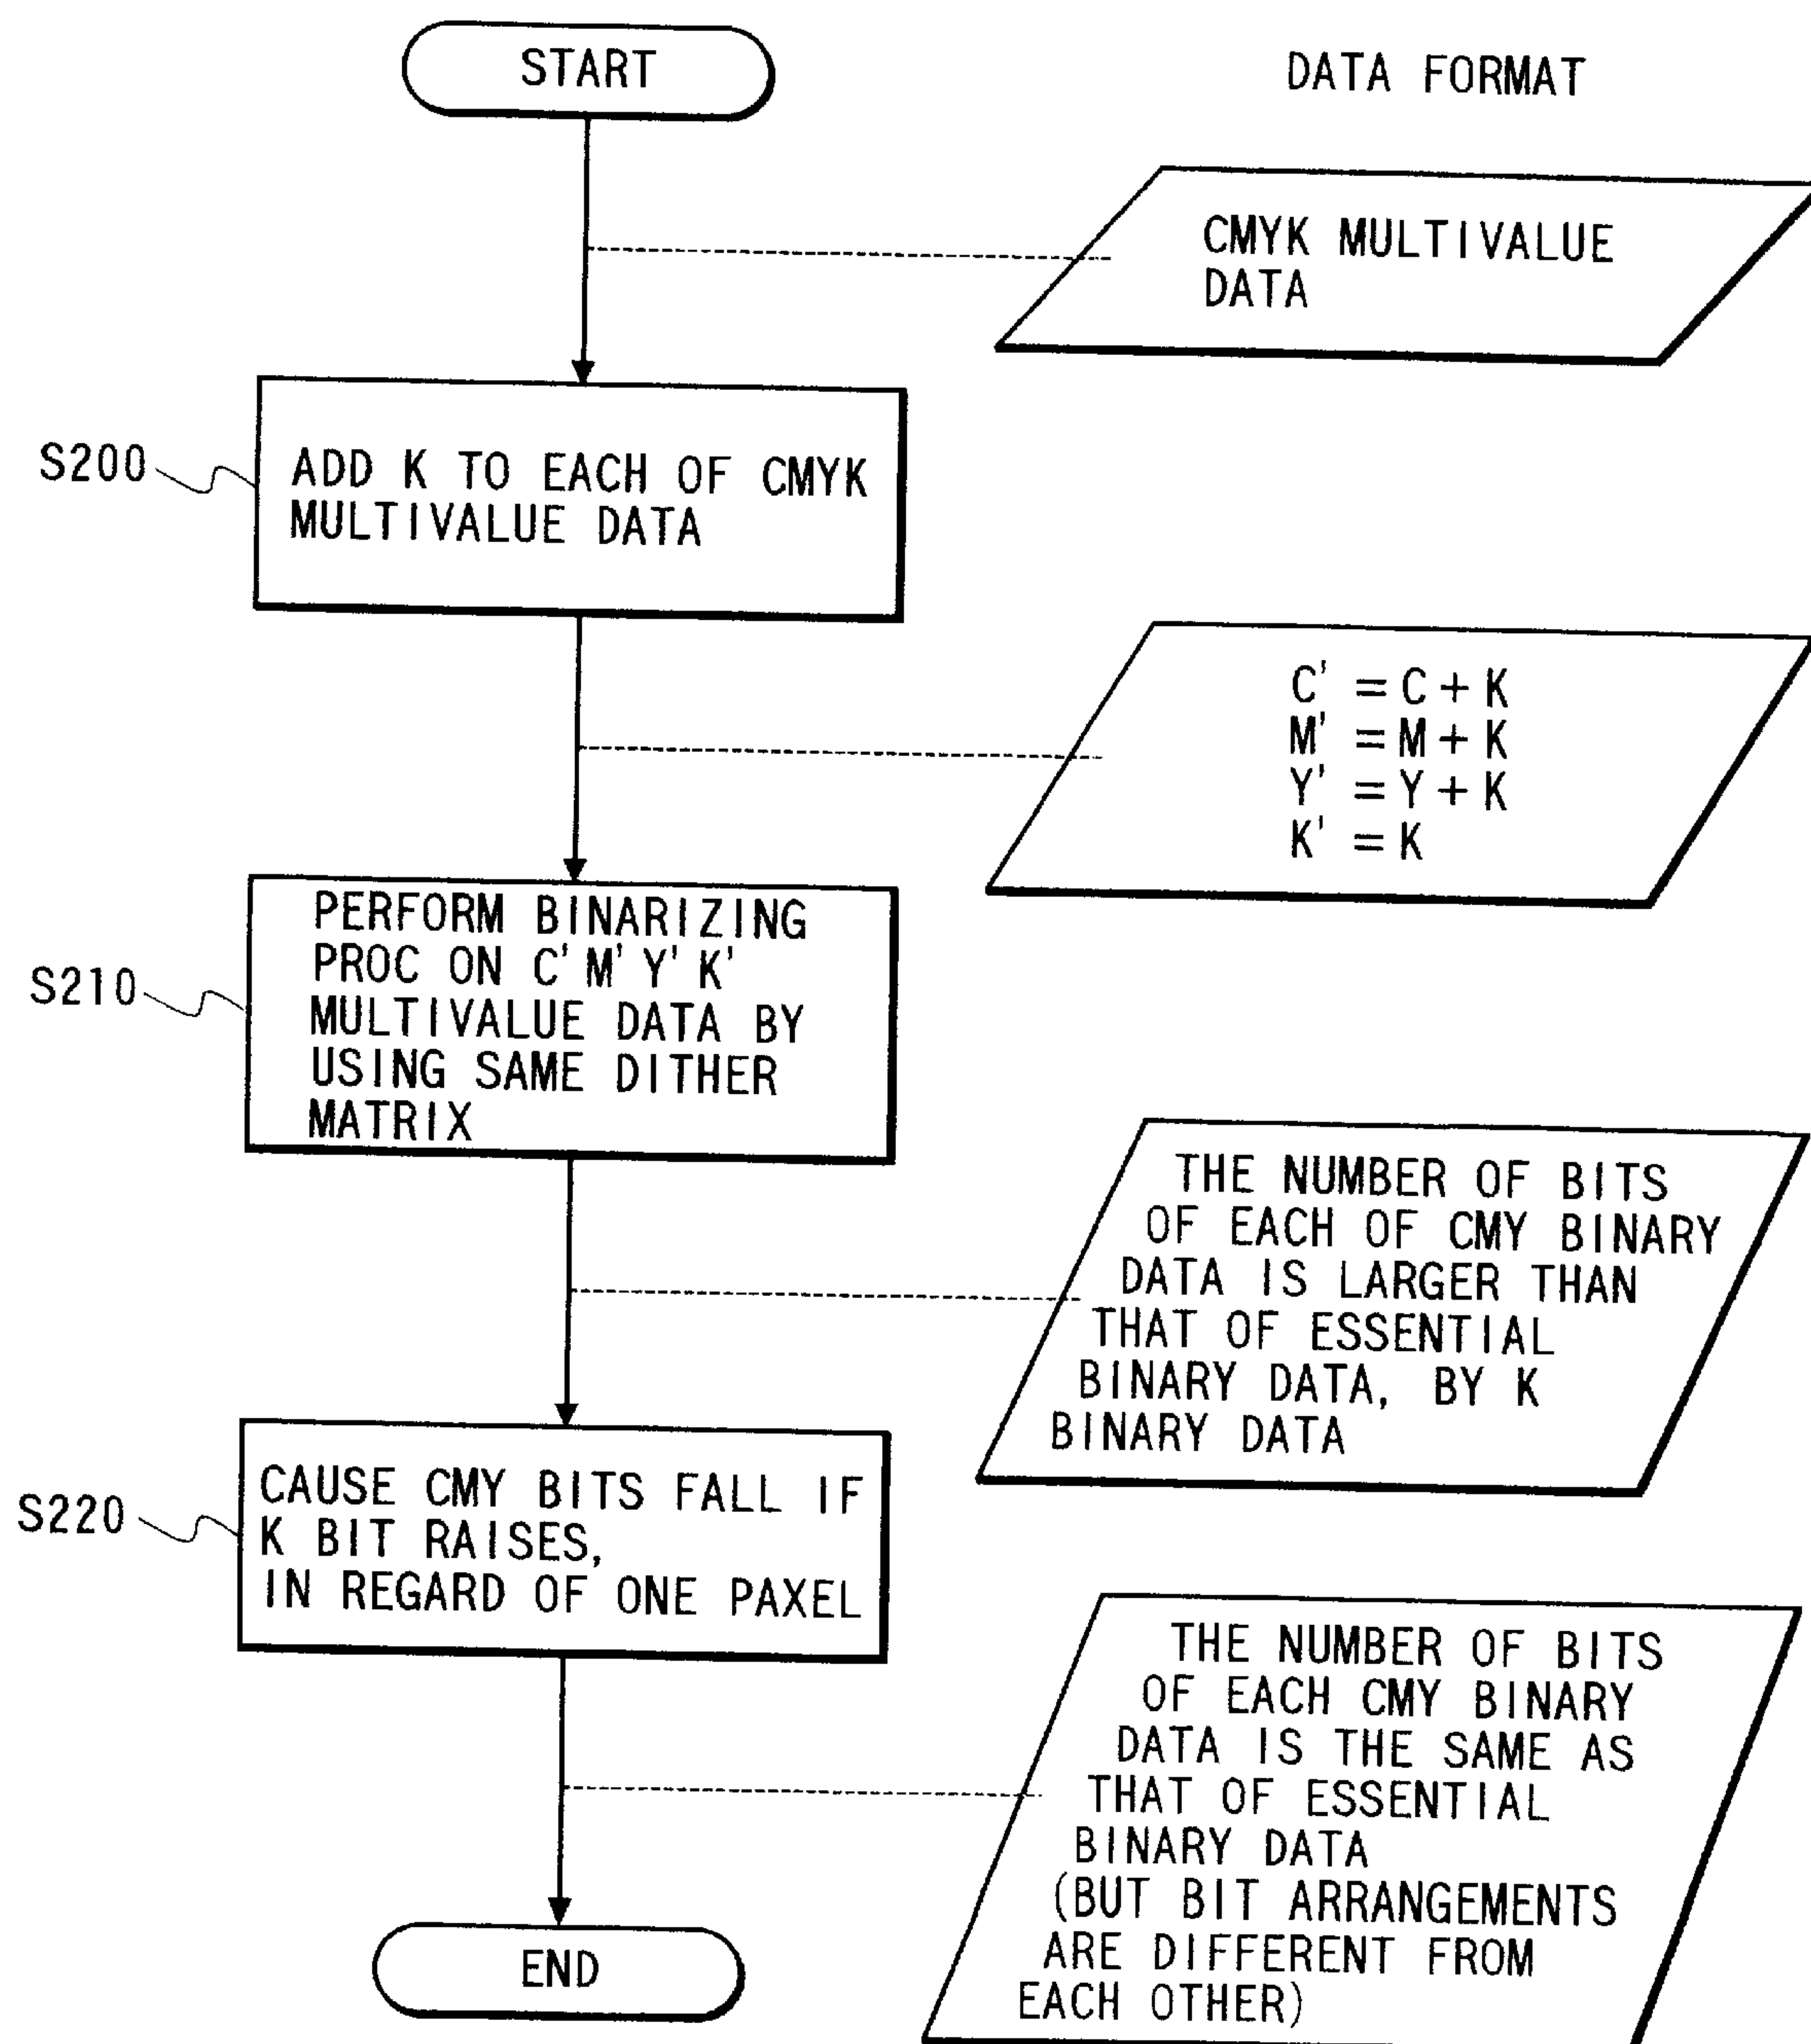 START
DATA FORMAT
CMYK MULTIVALUE
DATA
S200
ADD K TO EACH OF CMYK
MULTIVALUE DATA
C' = C + K
M' = M + K
Y' = Y + K
K' = K
S210
PERFORM BINARIZING
PROC ON C' M' Y' K'
MULTIVALUE DATA BY
USING SAME DITHER
MATRIX
THE NUMBER OF BITS
OF EACH OF CMY BINARY
DATA IS LARGER THAN
THAT OF ESSENTIAL
BINARY DATA, BY K
BINARY DATA
S220
CAUSE CMY BITS FALL IF
K BIT RAISES,
IN REGARD OF ONE PAXEL
THE NUMBER OF BITS
OF EACH CMY BINARY
DATA IS THE SAME AS
THAT OF ESSENTIAL
BINARY DATA
(BUT BIT ARRANGEMENTS
ARE DIFFERENT FROM
EACH OTHER)
END